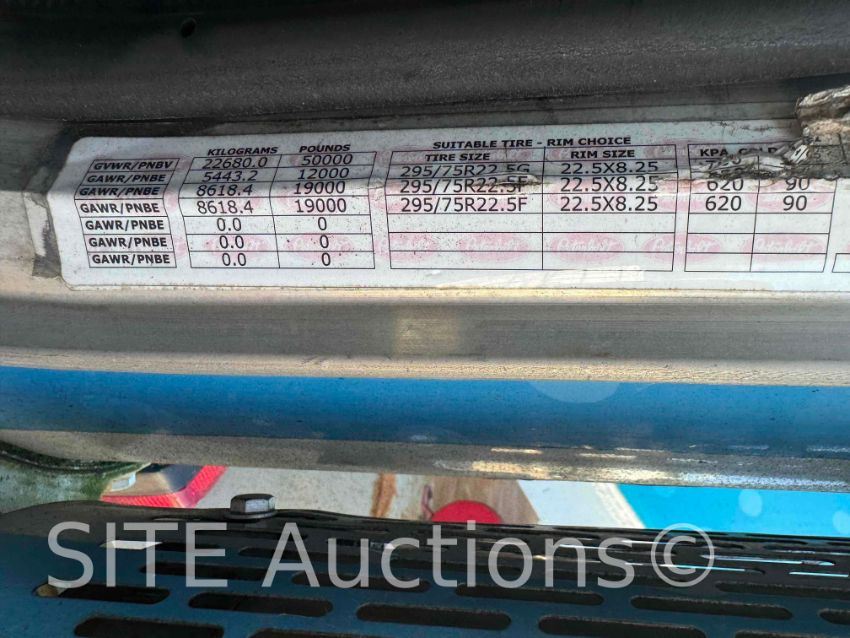 KILOGRAMS POUNDS SUITABLE TIRE - RIM CHOICE
TIRE SIZE RIM SIZE KPA
GVWR/PNBV 22680.0 50000
GAWR/PNBE 5443.2 12000 295/75R22.5G 22.5X8.25
GAWR/PNBE 8618.4 19000 295/75R22.5F 22.5X8.25 620 90
GAWR/PNBE 8618.4 19000 295/75R22.5F 22.5X8.25 620 90
GAWR/PNBE 0.0 0
GAWR/PNBE 0.0 0
GAWR/PNBE 0.0 0
SITE Auctions©